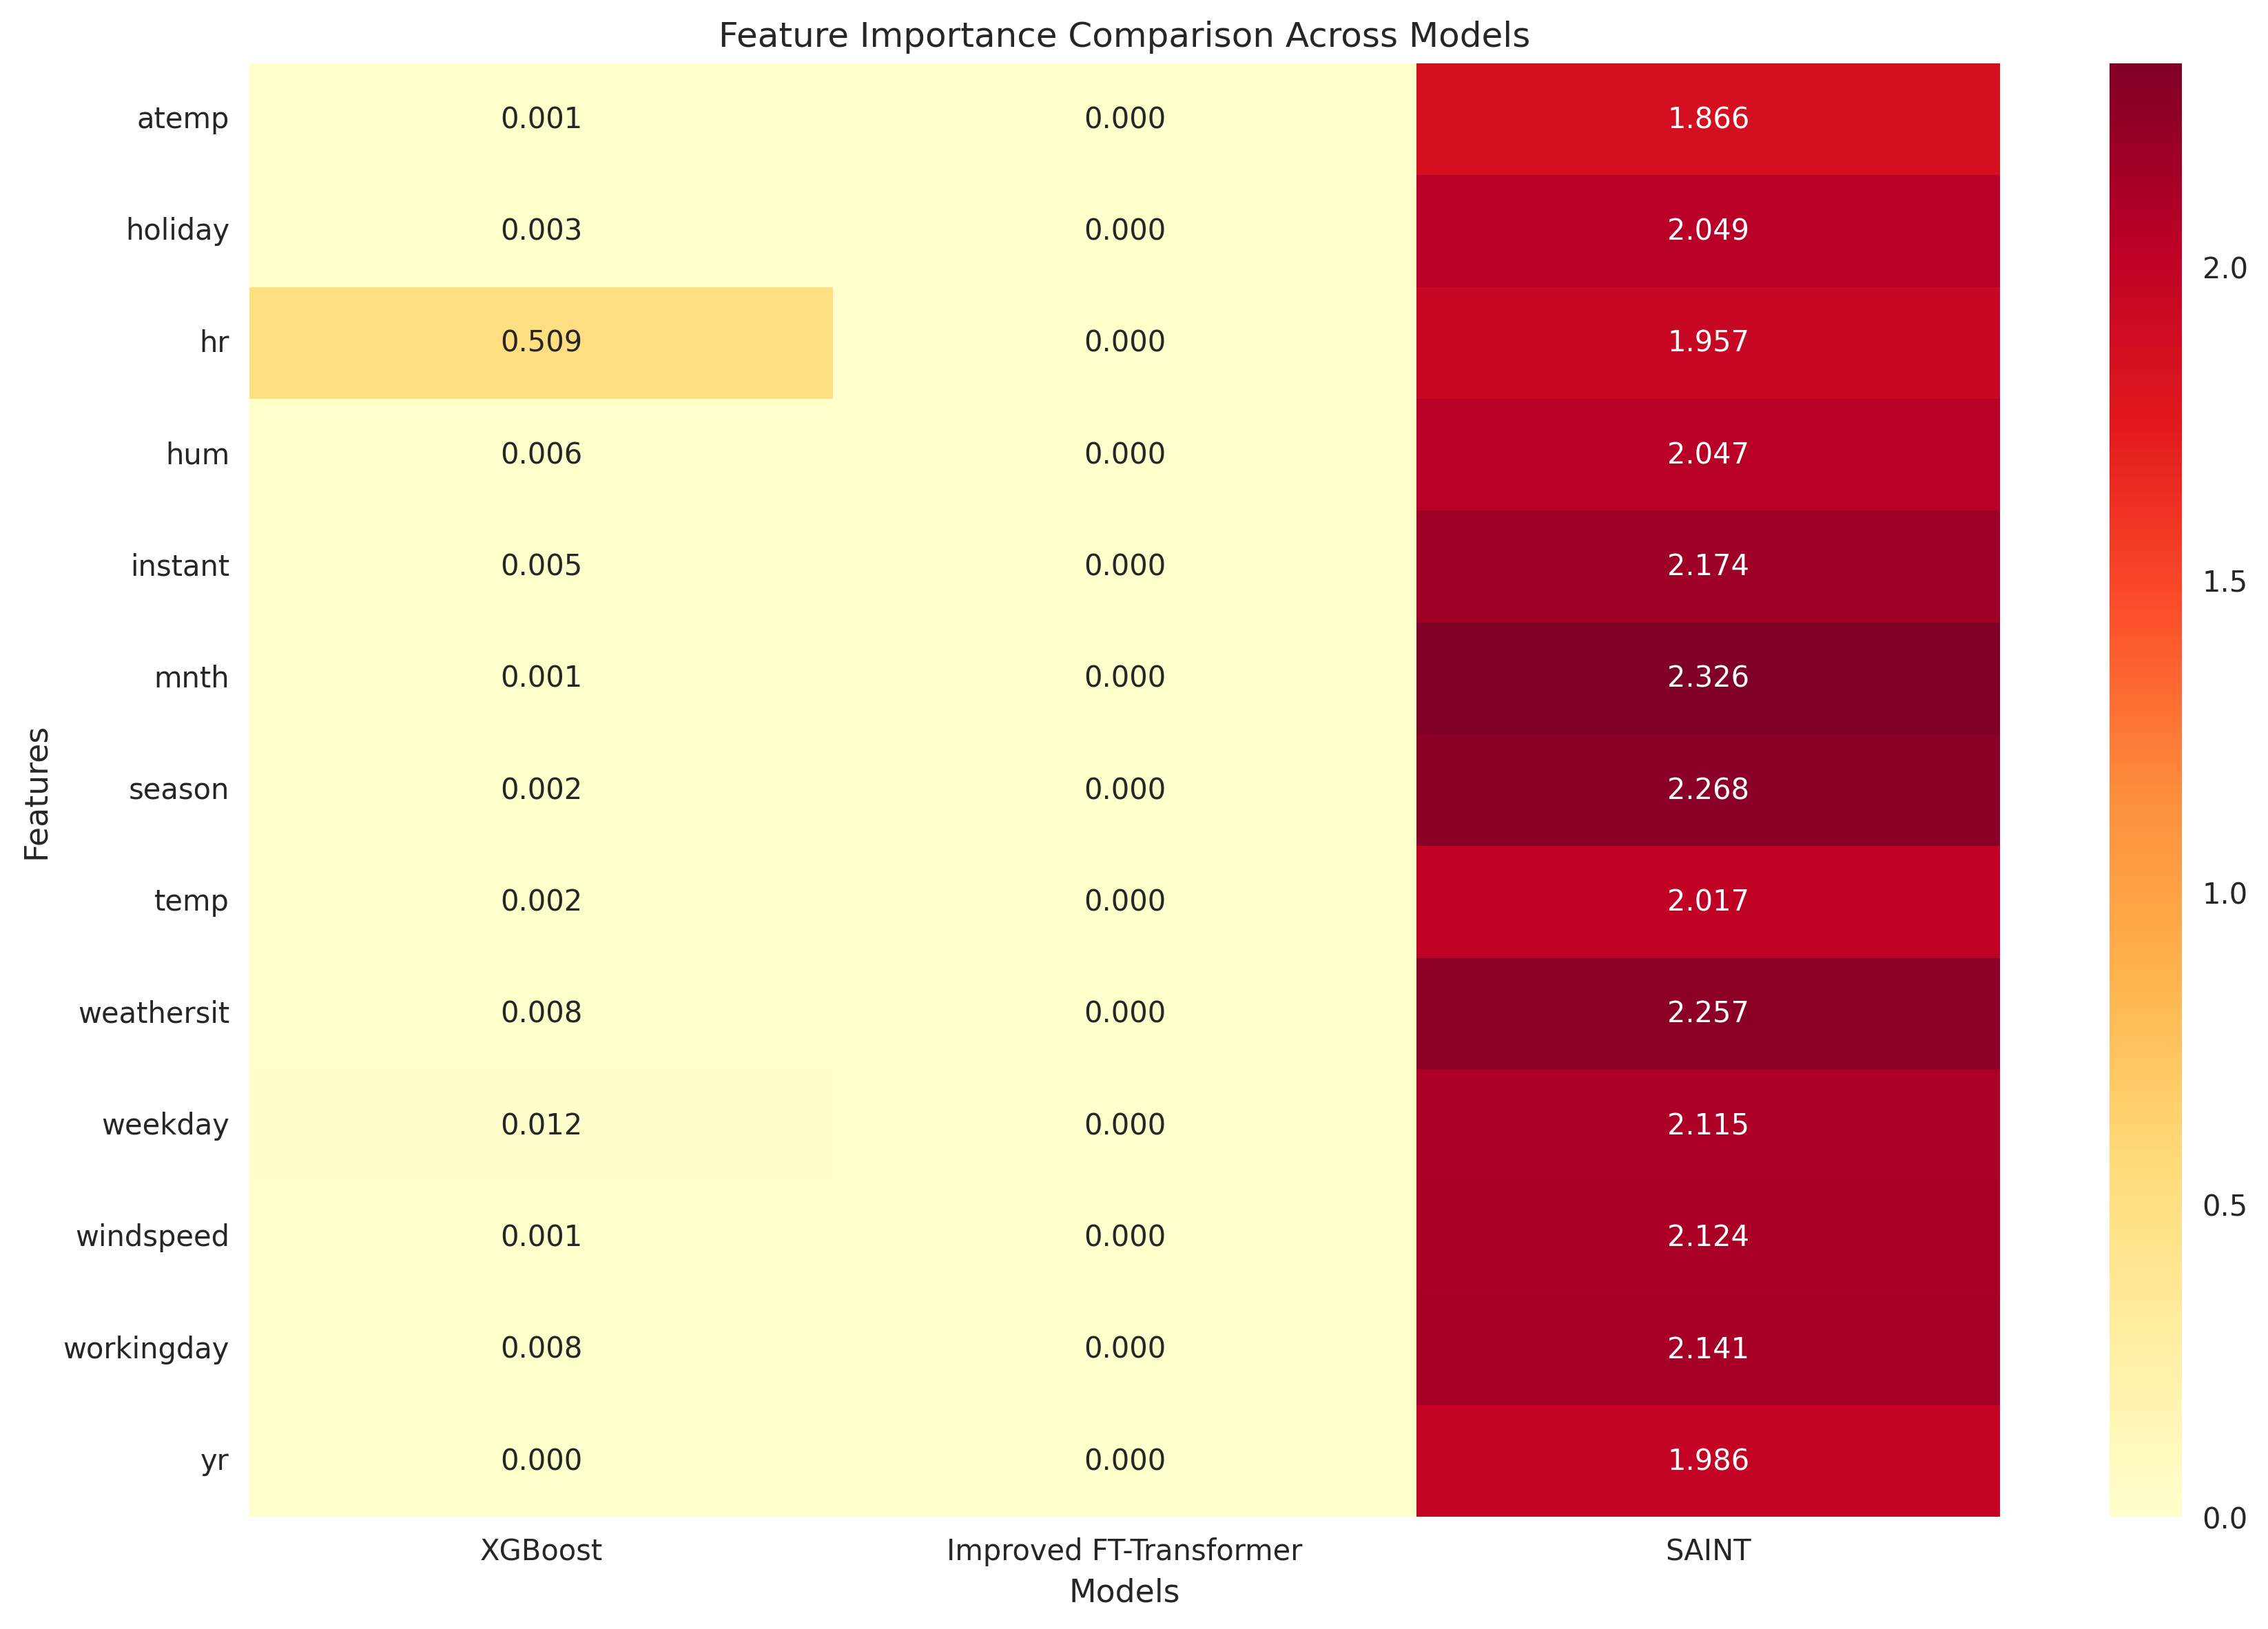 Feature Importance Comparison Across Models
atemp 0.001 0.000 1.866
holiday 0.003 0.000 2.049
2.0
hr 0.509 0.000 1.957
hum 0.006 0.000 2.047
instant 0.005 0.000 2.174
1.5
mnth 0.001 0.000 2.326
Features
season 0.002 0.000 2.268
temp 0.002 0.000 2.017
1.0
weathersit 0.008 0.000 2.257
weekday 0.012 0.000 2.115
0.5
windspeed 0.001 0.000 2.124
workingday 0.008 0.000 2.141
yr 0.000 0.000 1.986
0.0
XGBoost Improved FT-Transformer SAINT
Models